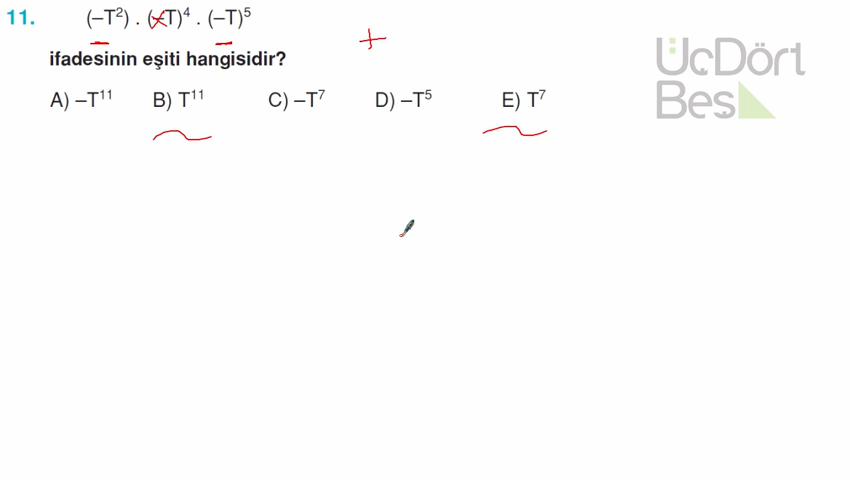 11. (–T²) . (–T)⁴ . (–T)⁵
+
ifadesinin eşiti hangisidir?
A) –T¹¹ B) T¹¹ C) –T⁷ D) –T⁵ E) T⁷
ÜçDört
Beş